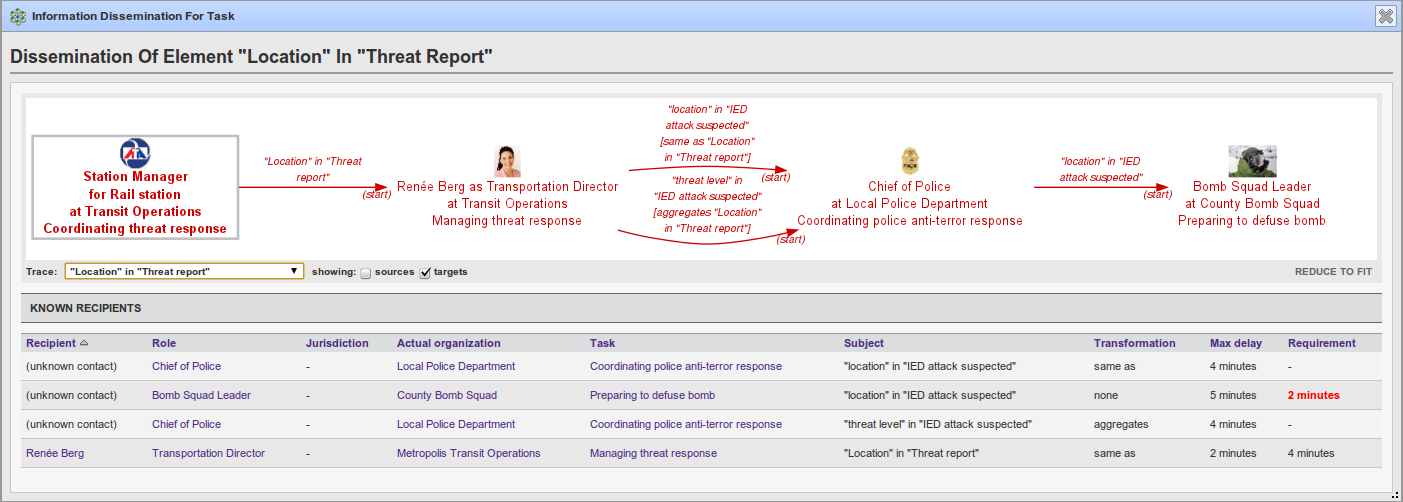 Information Dissemination For Task
Dissemination Of Element "Location" In "Threat Report"
Station Manager
for Rail station
at Transit Operations
Coordinating threat response
"Location" in "Threat
report"
(start)
Renée Berg as Transportation Director
at Transit Operations
Managing threat response
"location" in "IED
attack suspected"
[same as "Location"
in "Threat report"]
(start)
"threat level" in
"IED attack suspected"
[aggregates "Location"
in "Threat report"]
(start)
Chief of Police
at Local Police Department
Coordinating police anti-terror response
"location" in "IED
attack suspected"
(start)
Bomb Squad Leader
at County Bomb Squad
Preparing to defuse bomb
Trace: "Location" in "Threat report" showing: sources targets REDUCE TO FIT
KNOWN RECIPIENTS
Recipient Role Jurisdiction Actual organization Task Subject Transformation Max delay Requirement
(unknown contact) Chief of Police - Local Police Department Coordinating police anti-terror response "location" in "IED attack suspected" same as 4 minutes -
(unknown contact) Bomb Squad Leader - County Bomb Squad Preparing to defuse bomb "location" in "IED attack suspected" none 5 minutes 2 minutes
(unknown contact) Chief of Police - Local Police Department Coordinating police anti-terror response "threat level" in "IED attack suspected" aggregates 4 minutes -
Renée Berg Transportation Director - Metropolis Transit Operations Managing threat response "Location" in "Threat report" same as 2 minutes 4 minutes